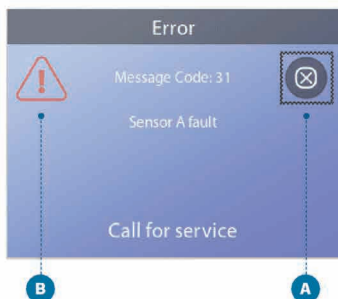 Error
Message Code: 31
Sensor A fault
Call for service
B
A